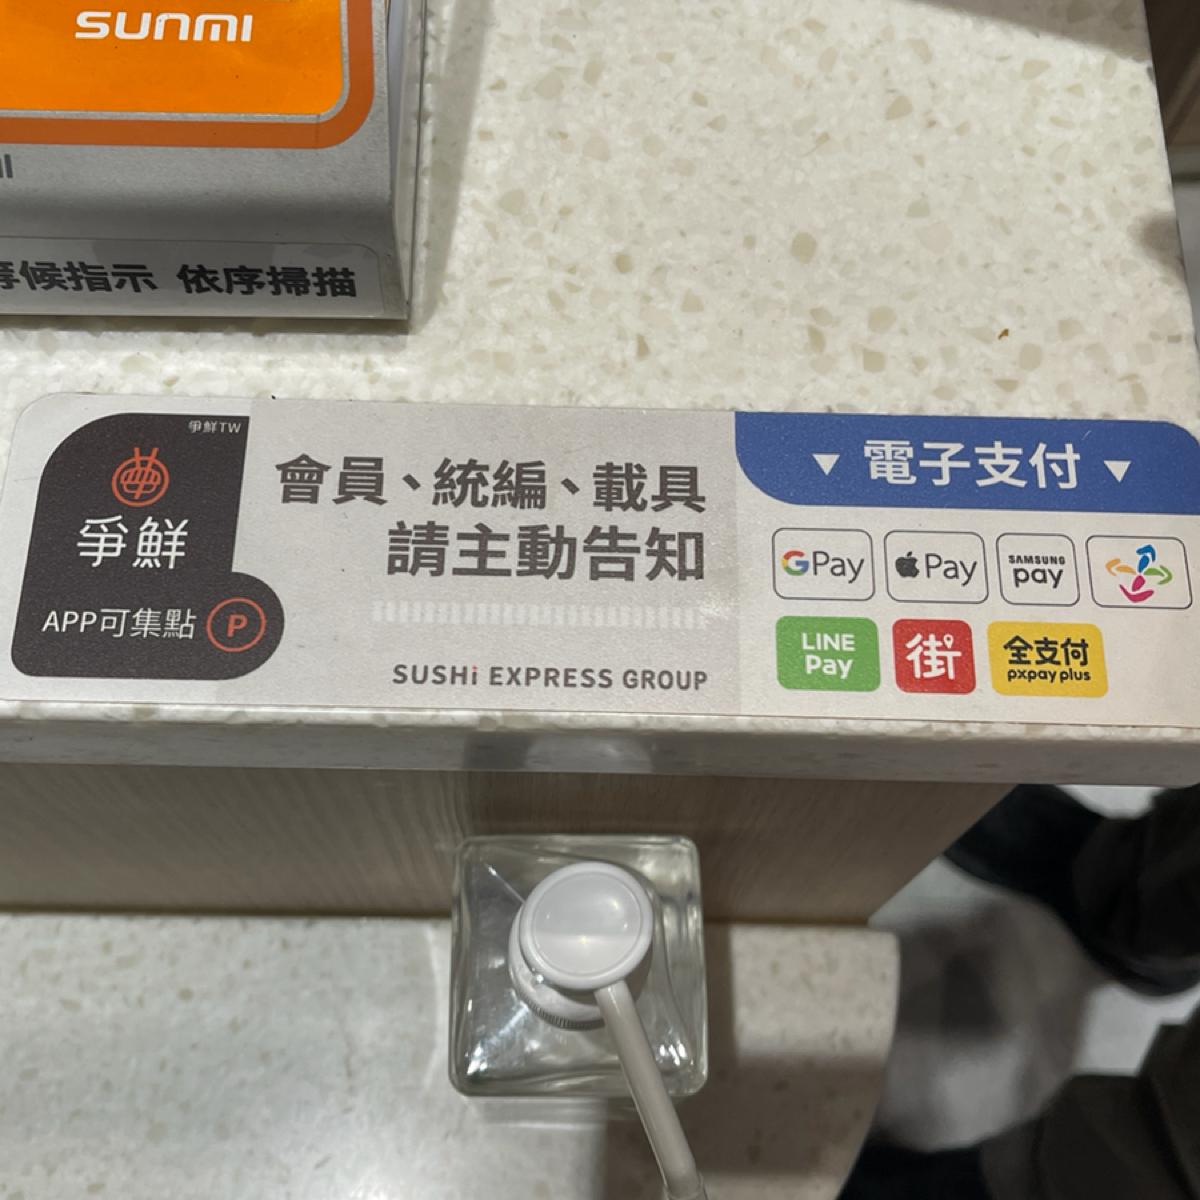 SUNMI
候指示 依序掃描
爭鮮TW
爭鮮
APP可集點 P
會員、統編、載具
請主動告知
SUSHi EXPRESS GROUP
▼ 電子支付 ▼
G Pay Pay SAMSUNG pay
LINE Pay 街 全支付 pxpay plus